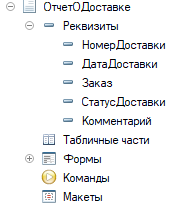 ОтчетОДоставке
Реквизиты
НомерДоставки
ДатаДоставки
Заказ
СтатусДоставки
Комментарий
Табличные части
Формы
Команды
Макеты